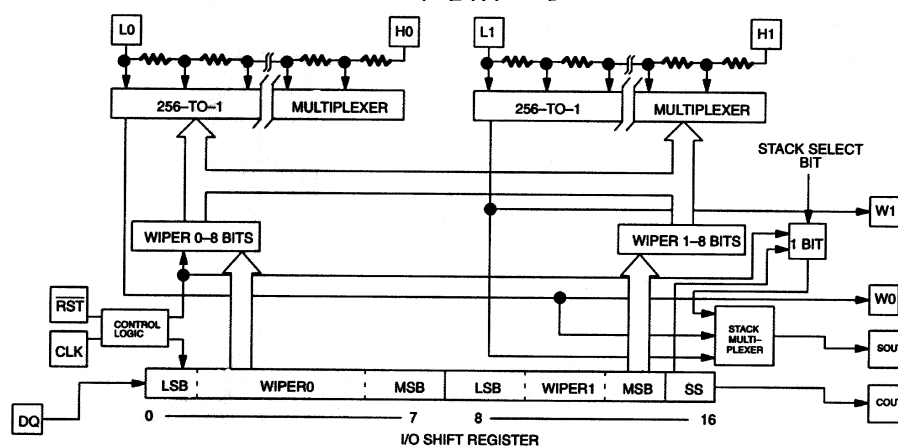 L0
H0
L1
H1
256-TO-1
MULTIPLEXER
256-TO-1
MULTIPLEXER
STACK SELECT
BIT
W1
WIPER 0-8 BITS
WIPER 1-8 BITS
1 BIT
RST
CONTROL
LOGIC
CLK
W0
STACK
MULTI-
PLEXER
SOUT
LSB
WIPER0
MSB
LSB
WIPER1
MSB
SS
COUT
DQ
0
7
8
16
I/O SHIFT REGISTER